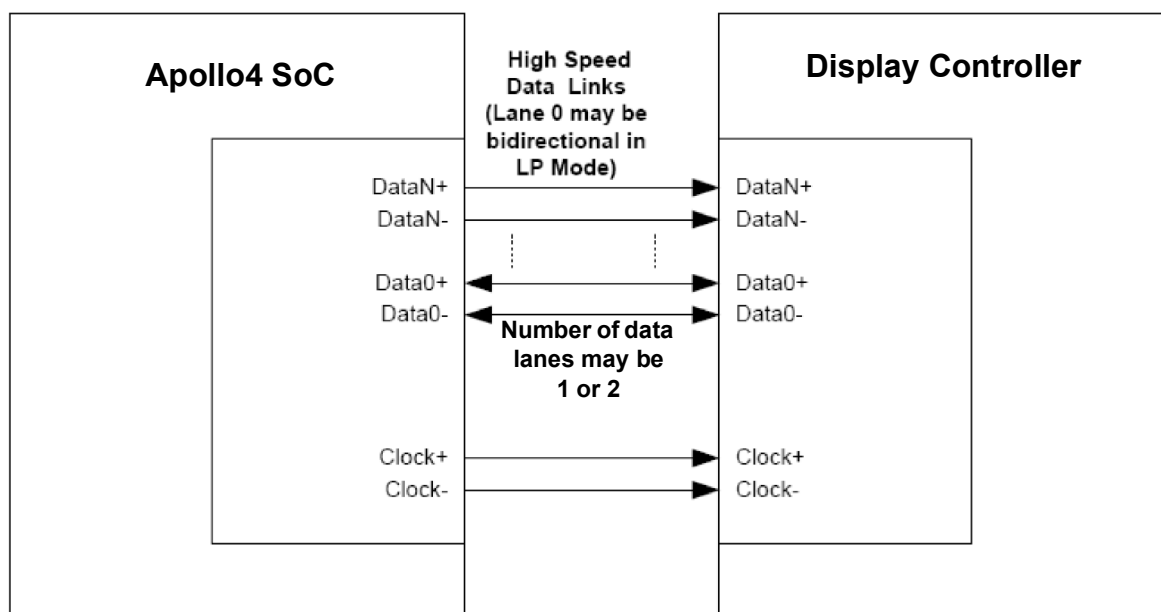 Apollo4 SoC
High Speed
Data Links
(Lane 0 may be
bidirectional in
LP Mode)
Display Controller
DataN+
DataN+
DataN-
DataN-
Data0+
Data0+
Data0-
Data0-
Number of data
lanes may be
1 or 2
Clock+
Clock+
Clock-
Clock-